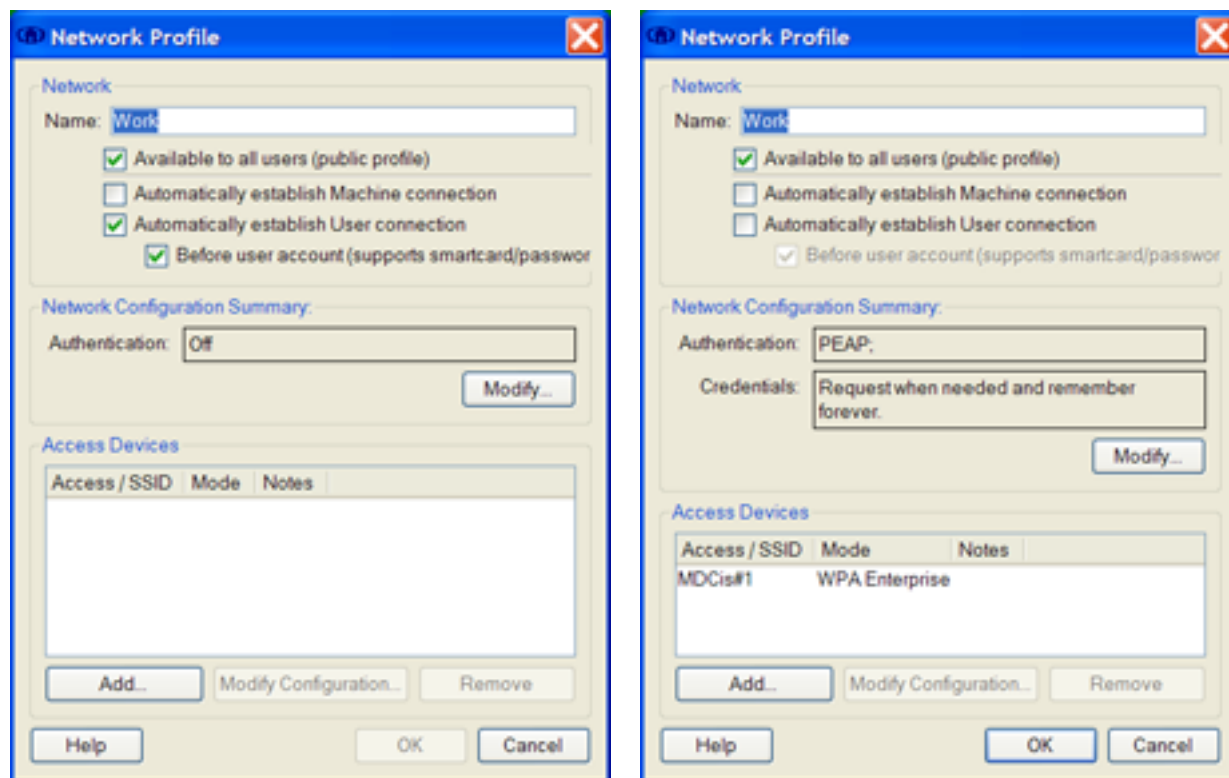 Network Profile
Network
Name: Work
Available to all users (public profile)
Automatically establish Machine connection
Automatically establish User connection
Before user account (supports smartcard/passwor
Network Configuration Summary:
Authentication: Off
Modify...
Access Devices
Access / SSID Mode Notes
Add... Modify Configuration... Remove
Help OK Cancel
Network Profile
Network
Name: Work
Available to all users (public profile)
Automatically establish Machine connection
Automatically establish User connection
Before user account (supports smartcard/passwor
Network Configuration Summary:
Authentication: PEAP;
Credentials: Request when needed and remember
forever.
Modify...
Access Devices
Access / SSID Mode Notes
MDCis#1 WPA Enterprise
Add... Modify Configuration... Remove
Help OK Cancel